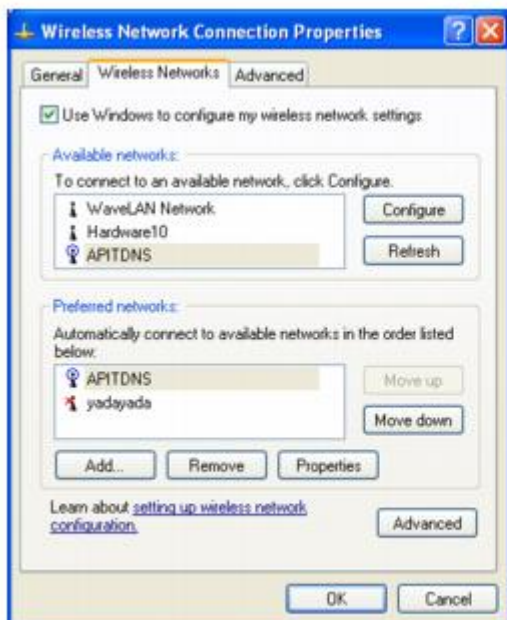 Wireless Network Connection Properties
General Wireless Networks Advanced
Use Windows to configure my wireless network settings
Available networks:
To connect to an available network, click Configure.
WaveLAN Network
Configure
Hardware10
APITDNS
Refresh
Preferred networks:
Automatically connect to available networks in the order listed
below:
APITDNS
Move up
yadayada
Move down
Add... Remove Properties
Learn about setting up wireless network
configuration.
Advanced
OK Cancel